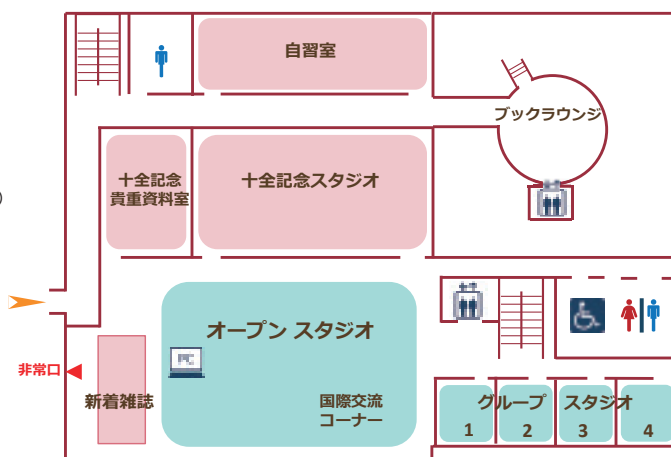 自習室
ブックラウンジ
十全記念
貴重資料室
十全記念スタジオ
)
オープン スタジオ
PC
非常口
新着雑誌
国際交流
コーナー
グループ スタジオ
1 2 3 4